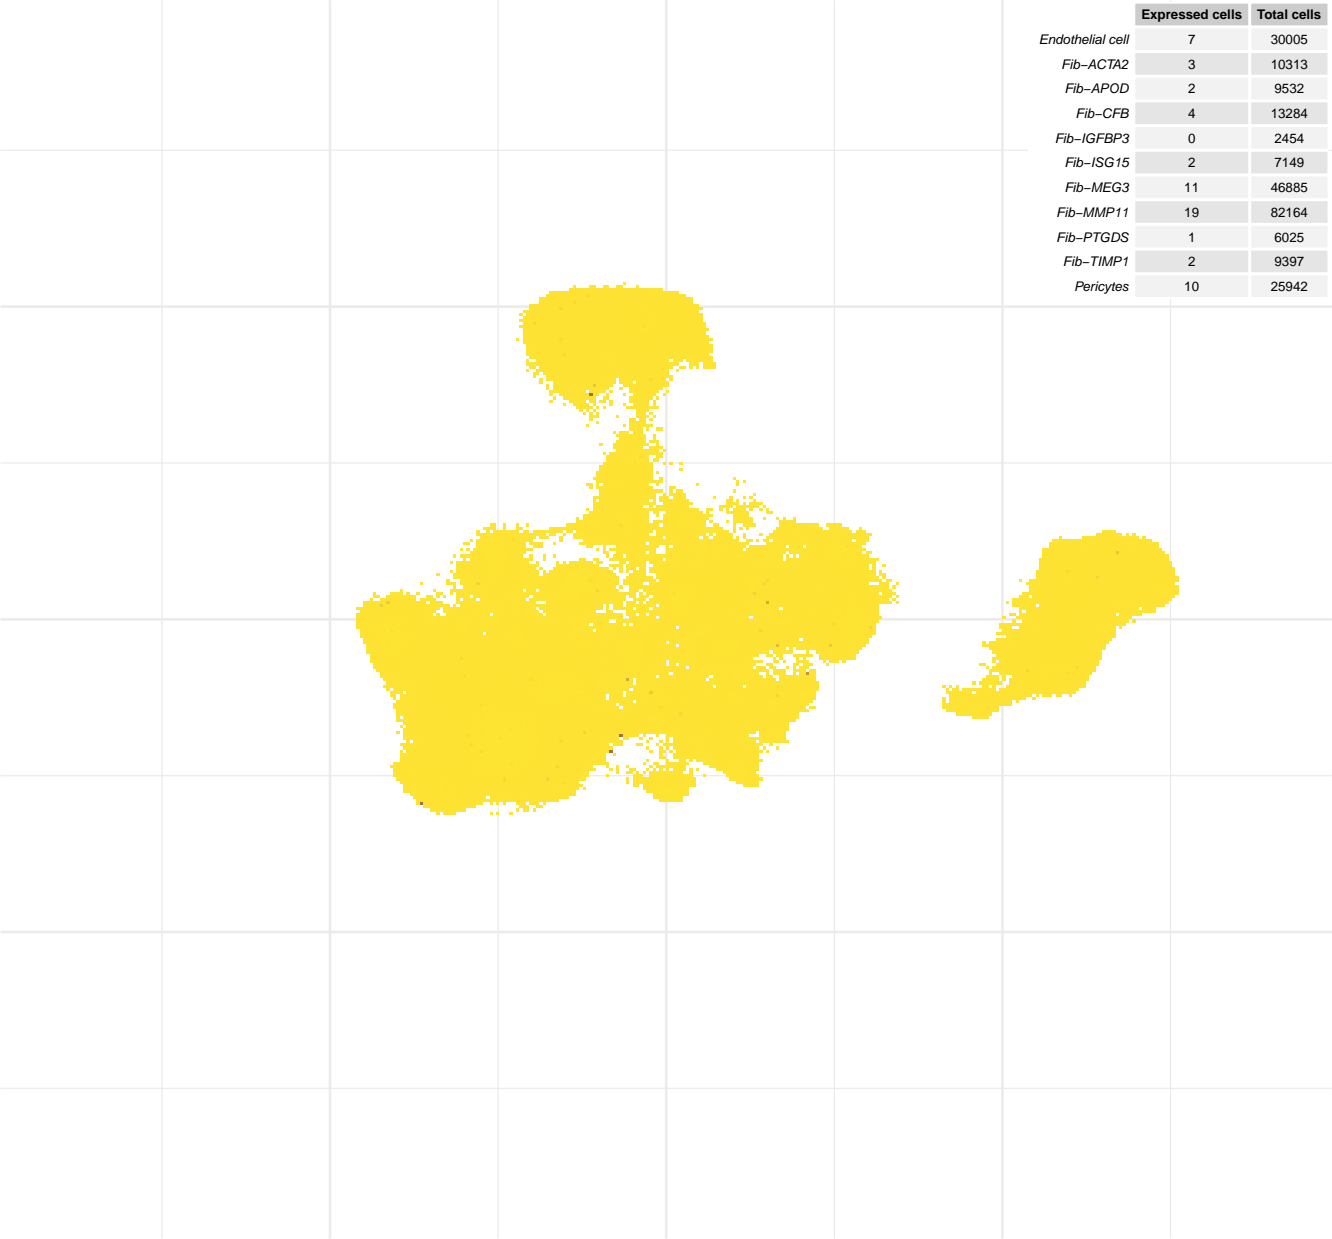 Expressed cells Total cells
Endothelial cell 7 30005
Fib−ACTA2 3 10313
Fib−APOD 2 9532
Fib−CFB 4 13284
Fib−IGFBP3 0 2454
Fib−ISG15 2 7149
Fib−MEG3 11 46885
Fib−MMP11 19 82164
Fib−PTGDS 1 6025
Fib−TIMP1 2 9397
Pericytes 10 25942